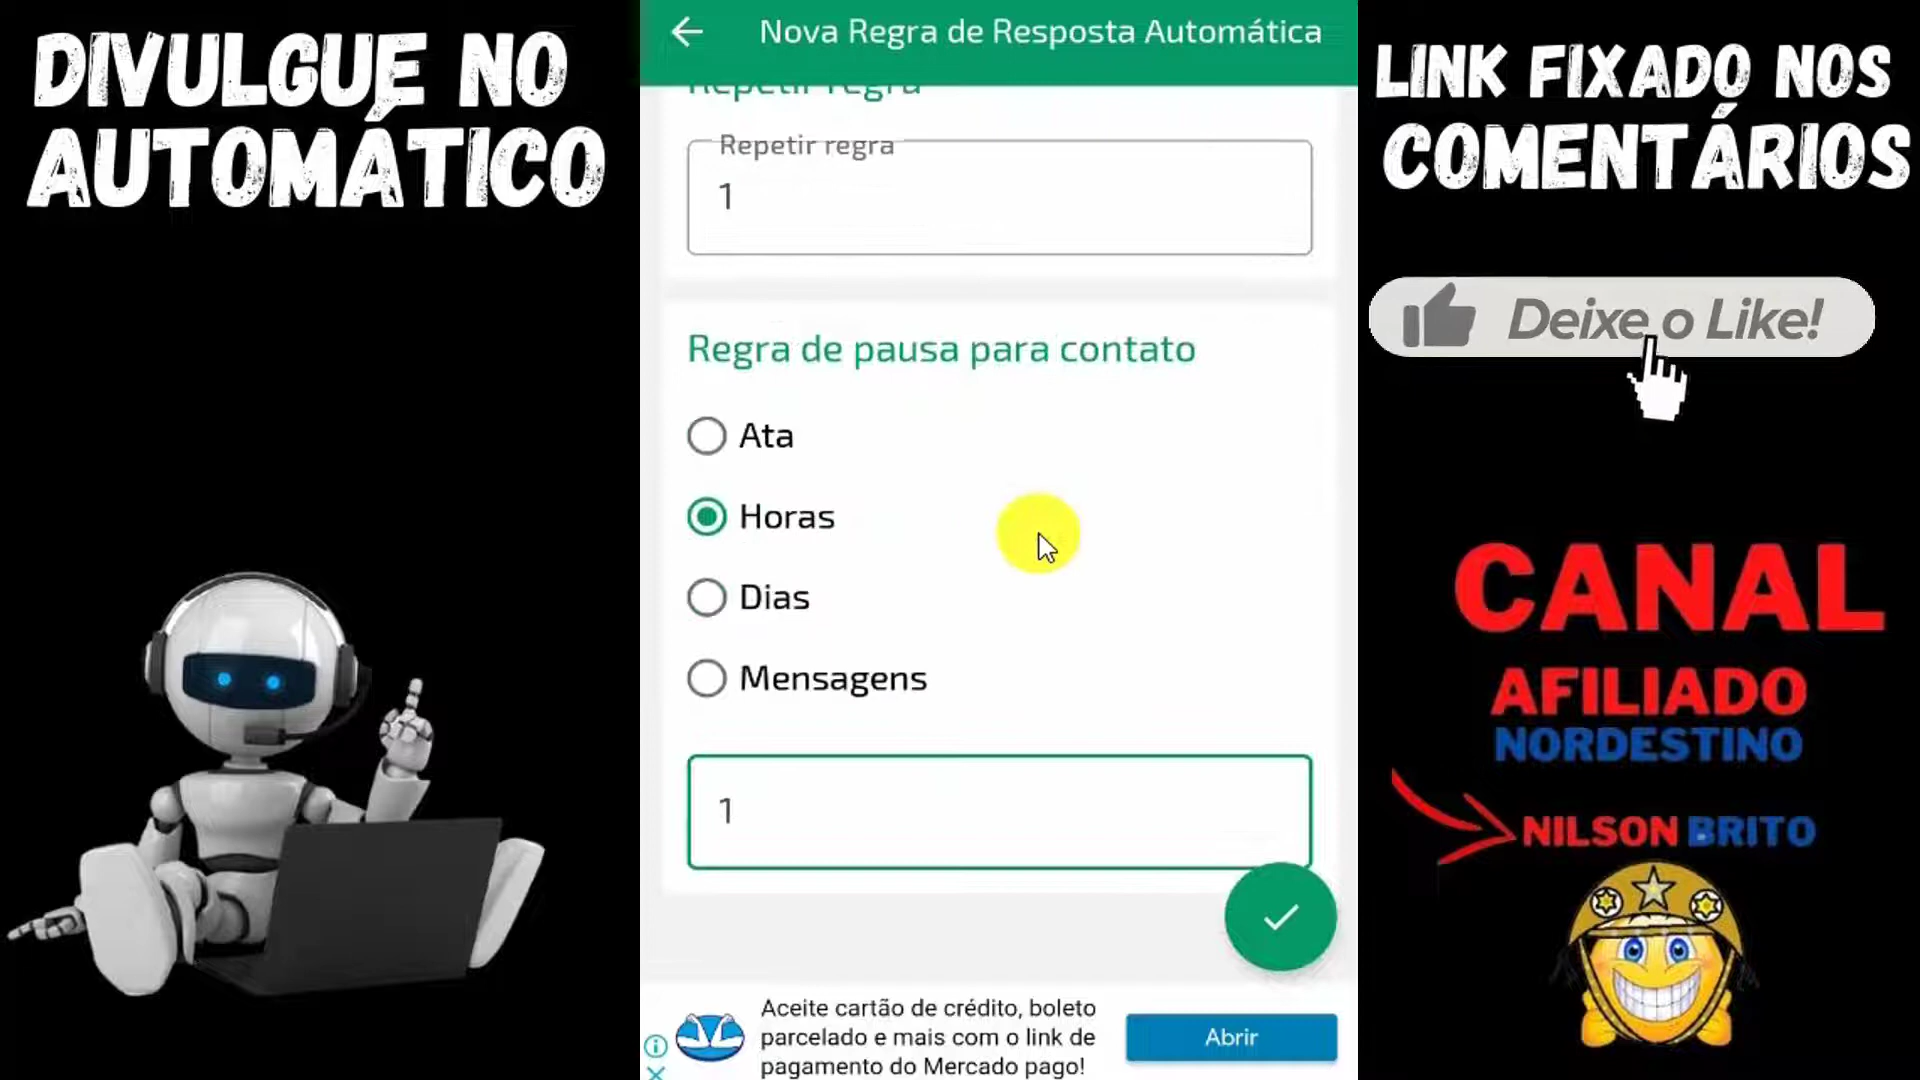 DIVULGUE NO
AUTOMÁTICO
Nova Regra de Resposta Automática
Repetir regra
Repetir regra
1
Regra de pausa para contato
Ata
Horas
Dias
Mensagens
1
Aceite cartão de crédito, boleto
parcelado e mais com o link de
pagamento do Mercado pago!
Abrir
LINK FIXADO NOS
COMENTÁRIOS
Deixe o Like!
CANAL
AFILIADO
NORDESTINO
NILSON BRITO